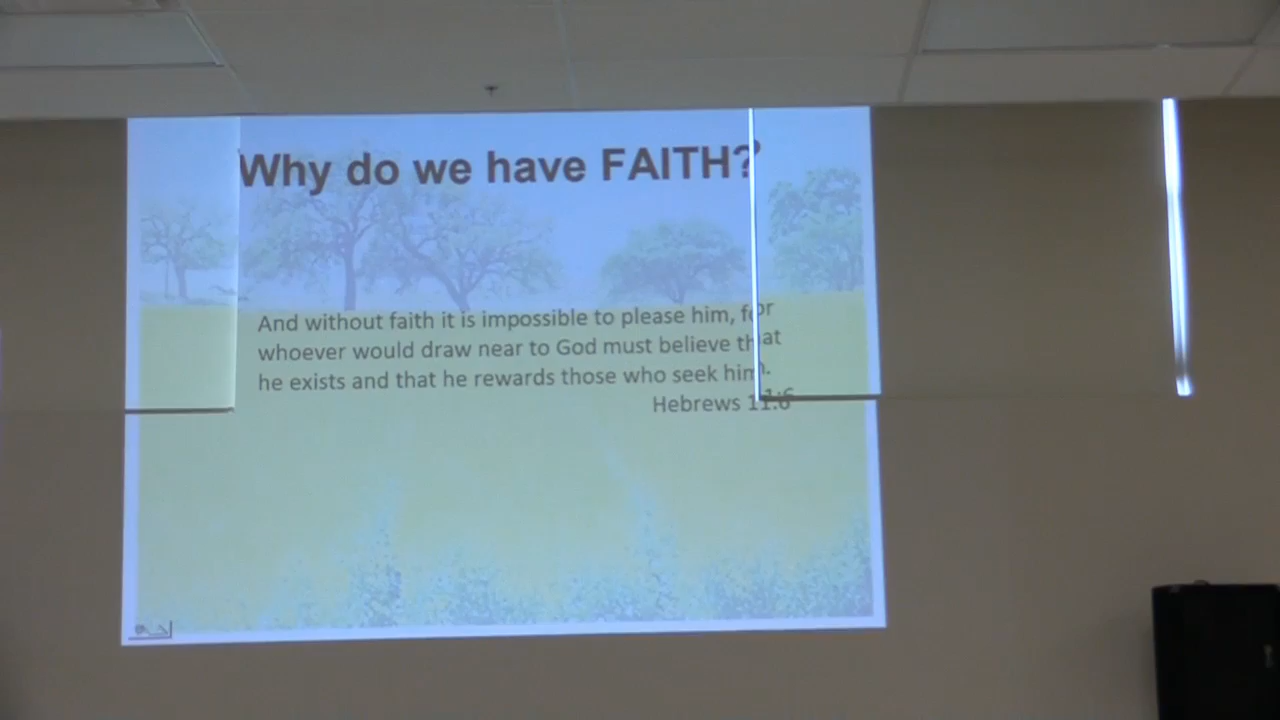 Why do we have FAITH?
And without faith it is impossible to please him, for
whoever would draw near to God must believe that
he exists and that he rewards those who seek him.
Hebrews 11:6